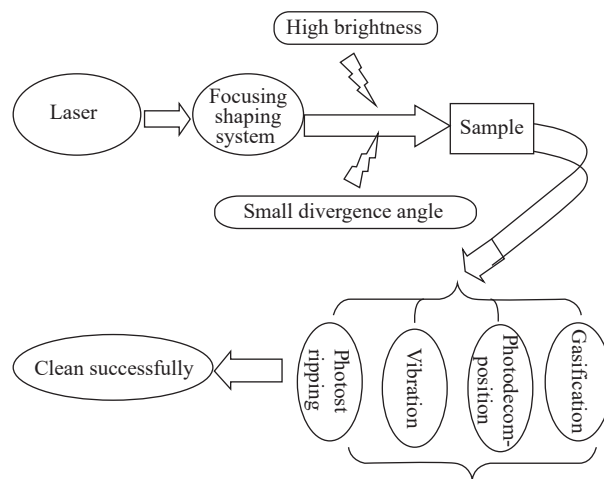 High brightness
Laser
Focusing
shaping
system
Sample
Small divergence angle
Clean successfully
Photost
ripping
Vibration
Photodecom-
position
Gasification